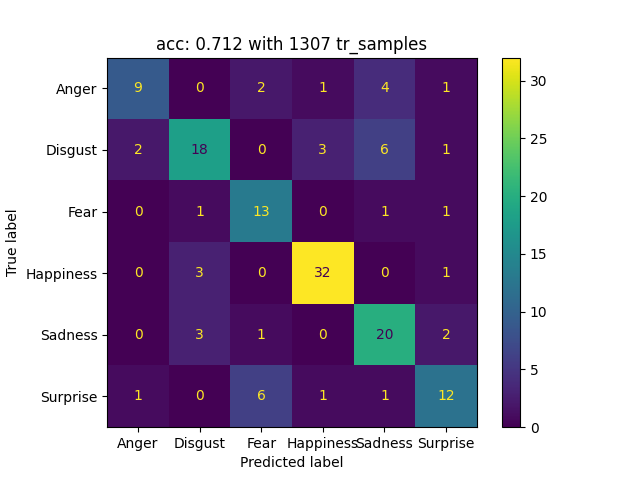 acc: 0.712 with 1307 tr_samples
True label
Anger 9 0 2 1 4 1
Disgust 2 18 0 3 6 1
Fear 0 1 13 0 1 1
Happiness 0 3 0 32 0 1
Sadness 0 3 1 0 20 2
Surprise 1 0 6 1 1 12
Anger Disgust Fear Happiness Sadness Surprise
Predicted label
30
25
20
15
10
5
0